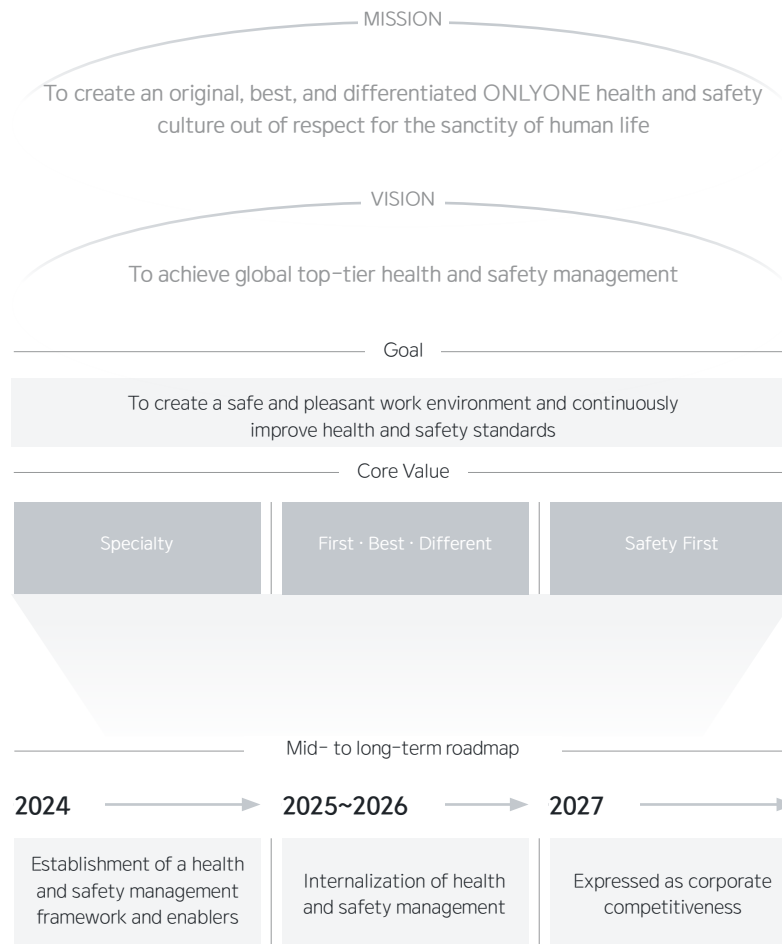 MISSION
To create an original, best, and differentiated ONLYONE health and safety
culture out of respect for the sanctity of human life
VISION
To achieve global top-tier health and safety management
Goal
To create a safe and pleasant work environment and continuously
improve health and safety standards
Core Value
Specialty
First · Best · Different
Safety First
Mid- to long-term roadmap
2024
2025~2026
2027
Establishment of a health
and safety management
framework and enablers
Internalization of health
and safety management
Expressed as corporate
competitiveness